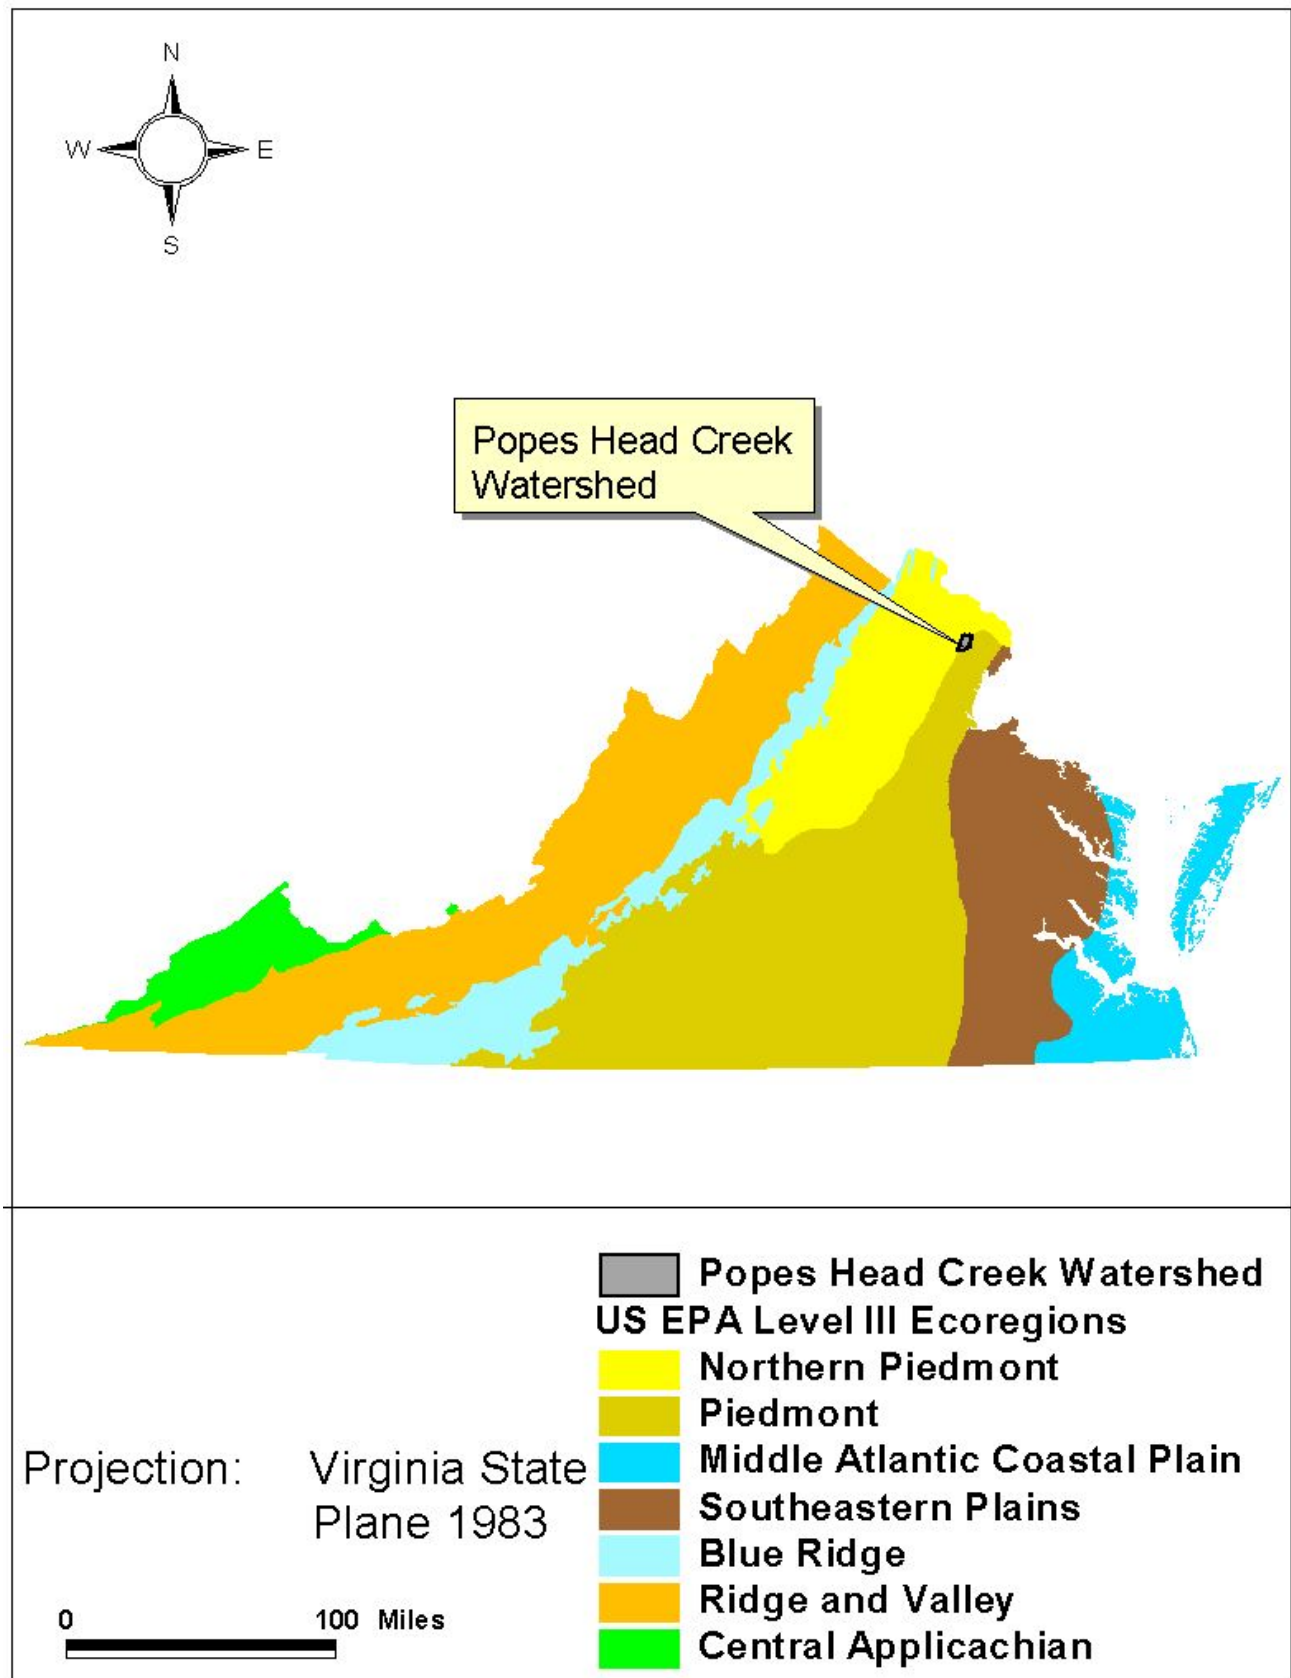 N
W E
S
Popes Head Creek
Watershed
Popes Head Creek Watershed
US EPA Level III Ecoregions
Northern Piedmont
Piedmont
Middle Atlantic Coastal Plain
Southeastern Plains
Blue Ridge
Ridge and Valley
Central Applicachian
Projection: Virginia State
Plane 1983
0 100 Miles